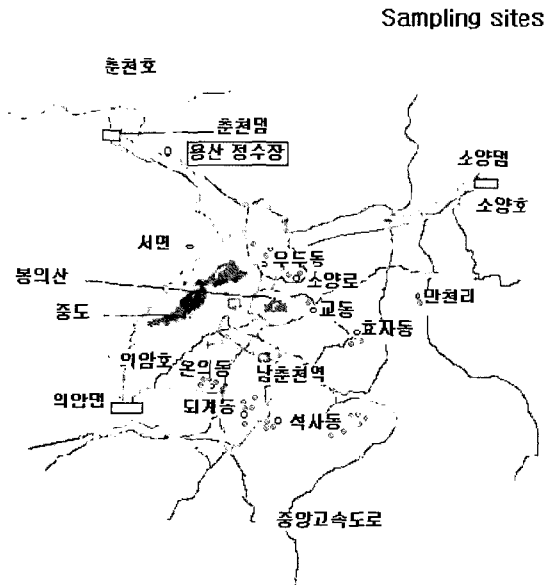 Sampling sites
춘천호
춘천댐
용산 정수장
소양댐
소양호
서면
우두동
소양로
봉의산
만천리
중도
교동
효자동
의암호
온의동
남춘천역
의암댐
퇴계동
석사동
중앙고속도로